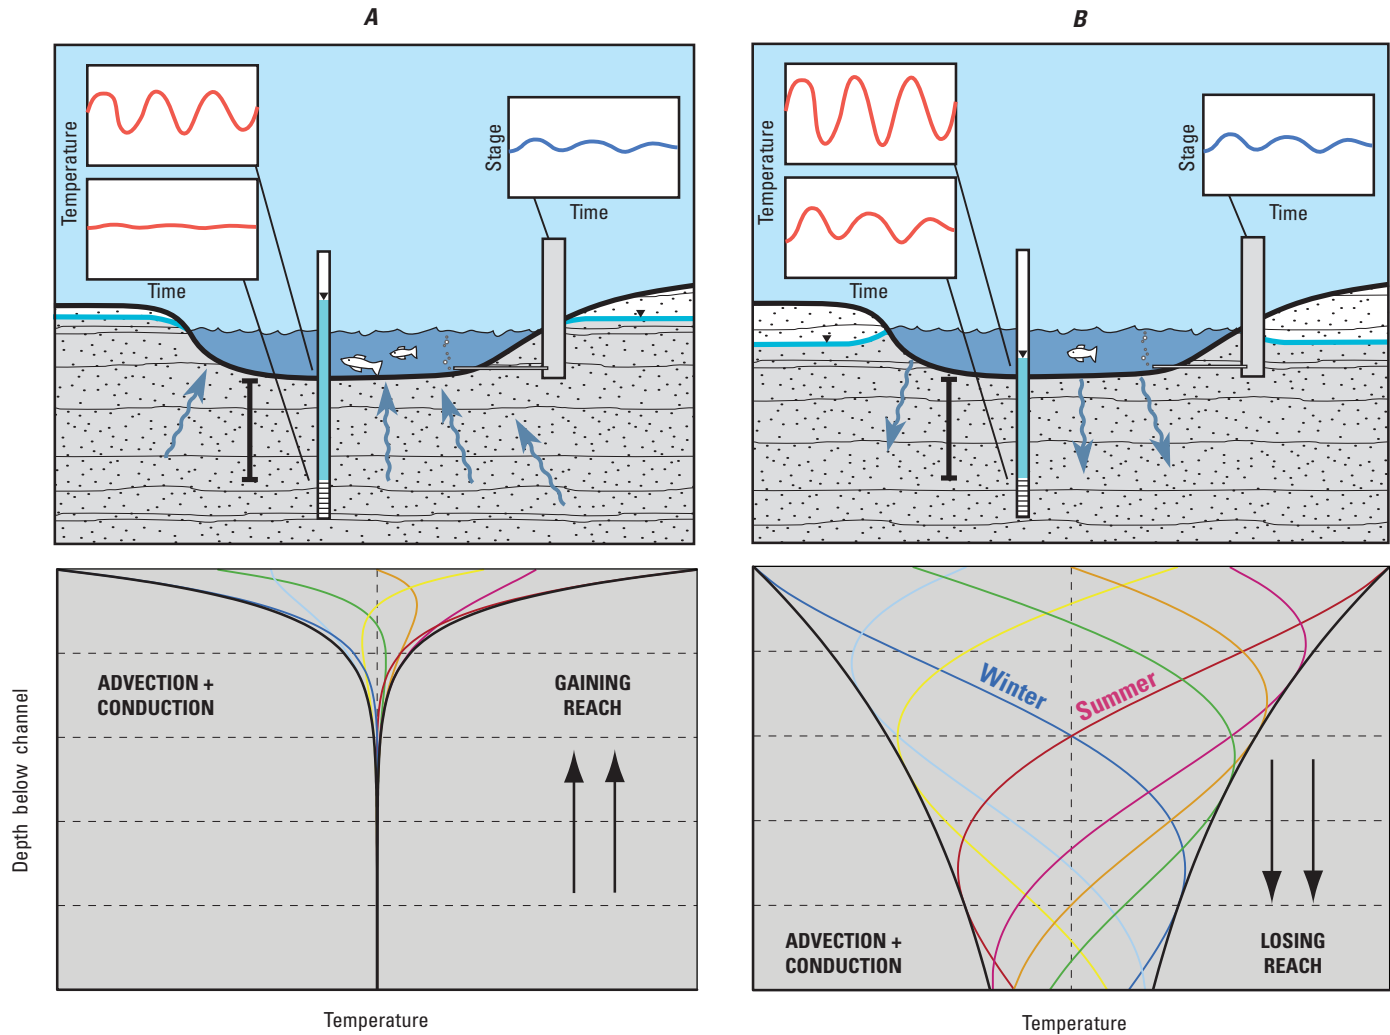 A
Temperature
Time
Stage
Time
ADVECTION +
CONDUCTION
GAINING
REACH
Depth below channel
Temperature
B
Temperature
Time
Stage
Time
Winter
Summer
ADVECTION +
CONDUCTION
LOSING
REACH
Temperature